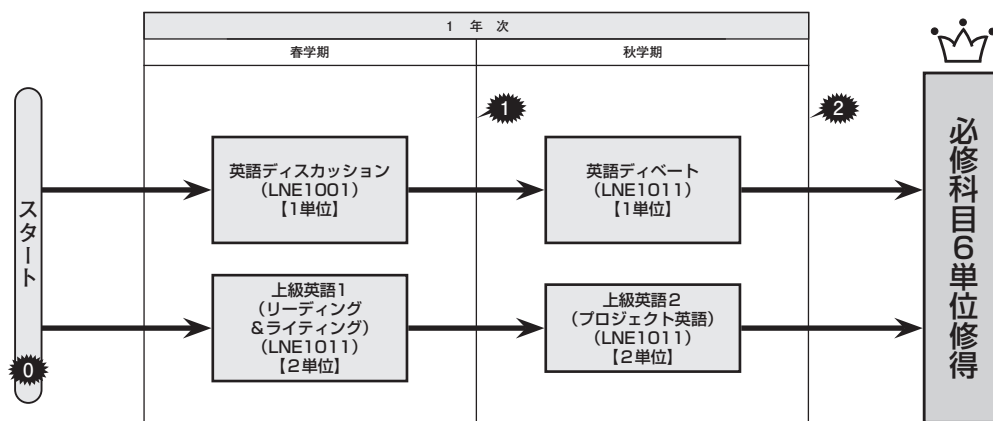 1 年 次
春学期
秋学期
スタート
0
1
2
英語ディスカッション
（LNE1001）
【1単位】
英語ディベート
（LNE1011）
【1単位】
上級英語1
（リーディング
＆ライティング）
（LNE1011）
【2単位】
上級英語2
（プロジェクト英語）
（LNE1011）
【2単位】
必修科目6単位修得